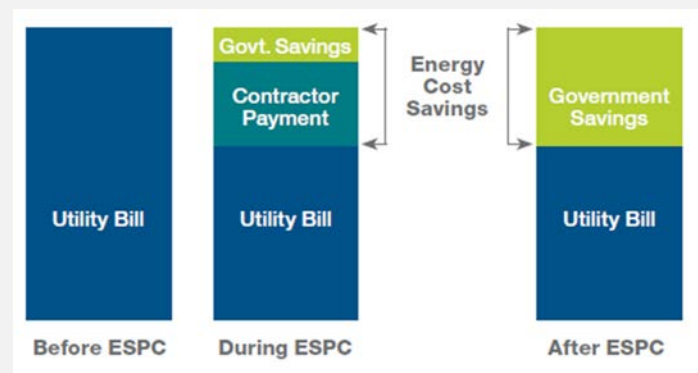 Govt. Savings
Contractor
Payment
Energy
Cost
Savings
Government
Savings
Utility Bill
Utility Bill
Utility Bill
Before ESPC
During ESPC
After ESPC